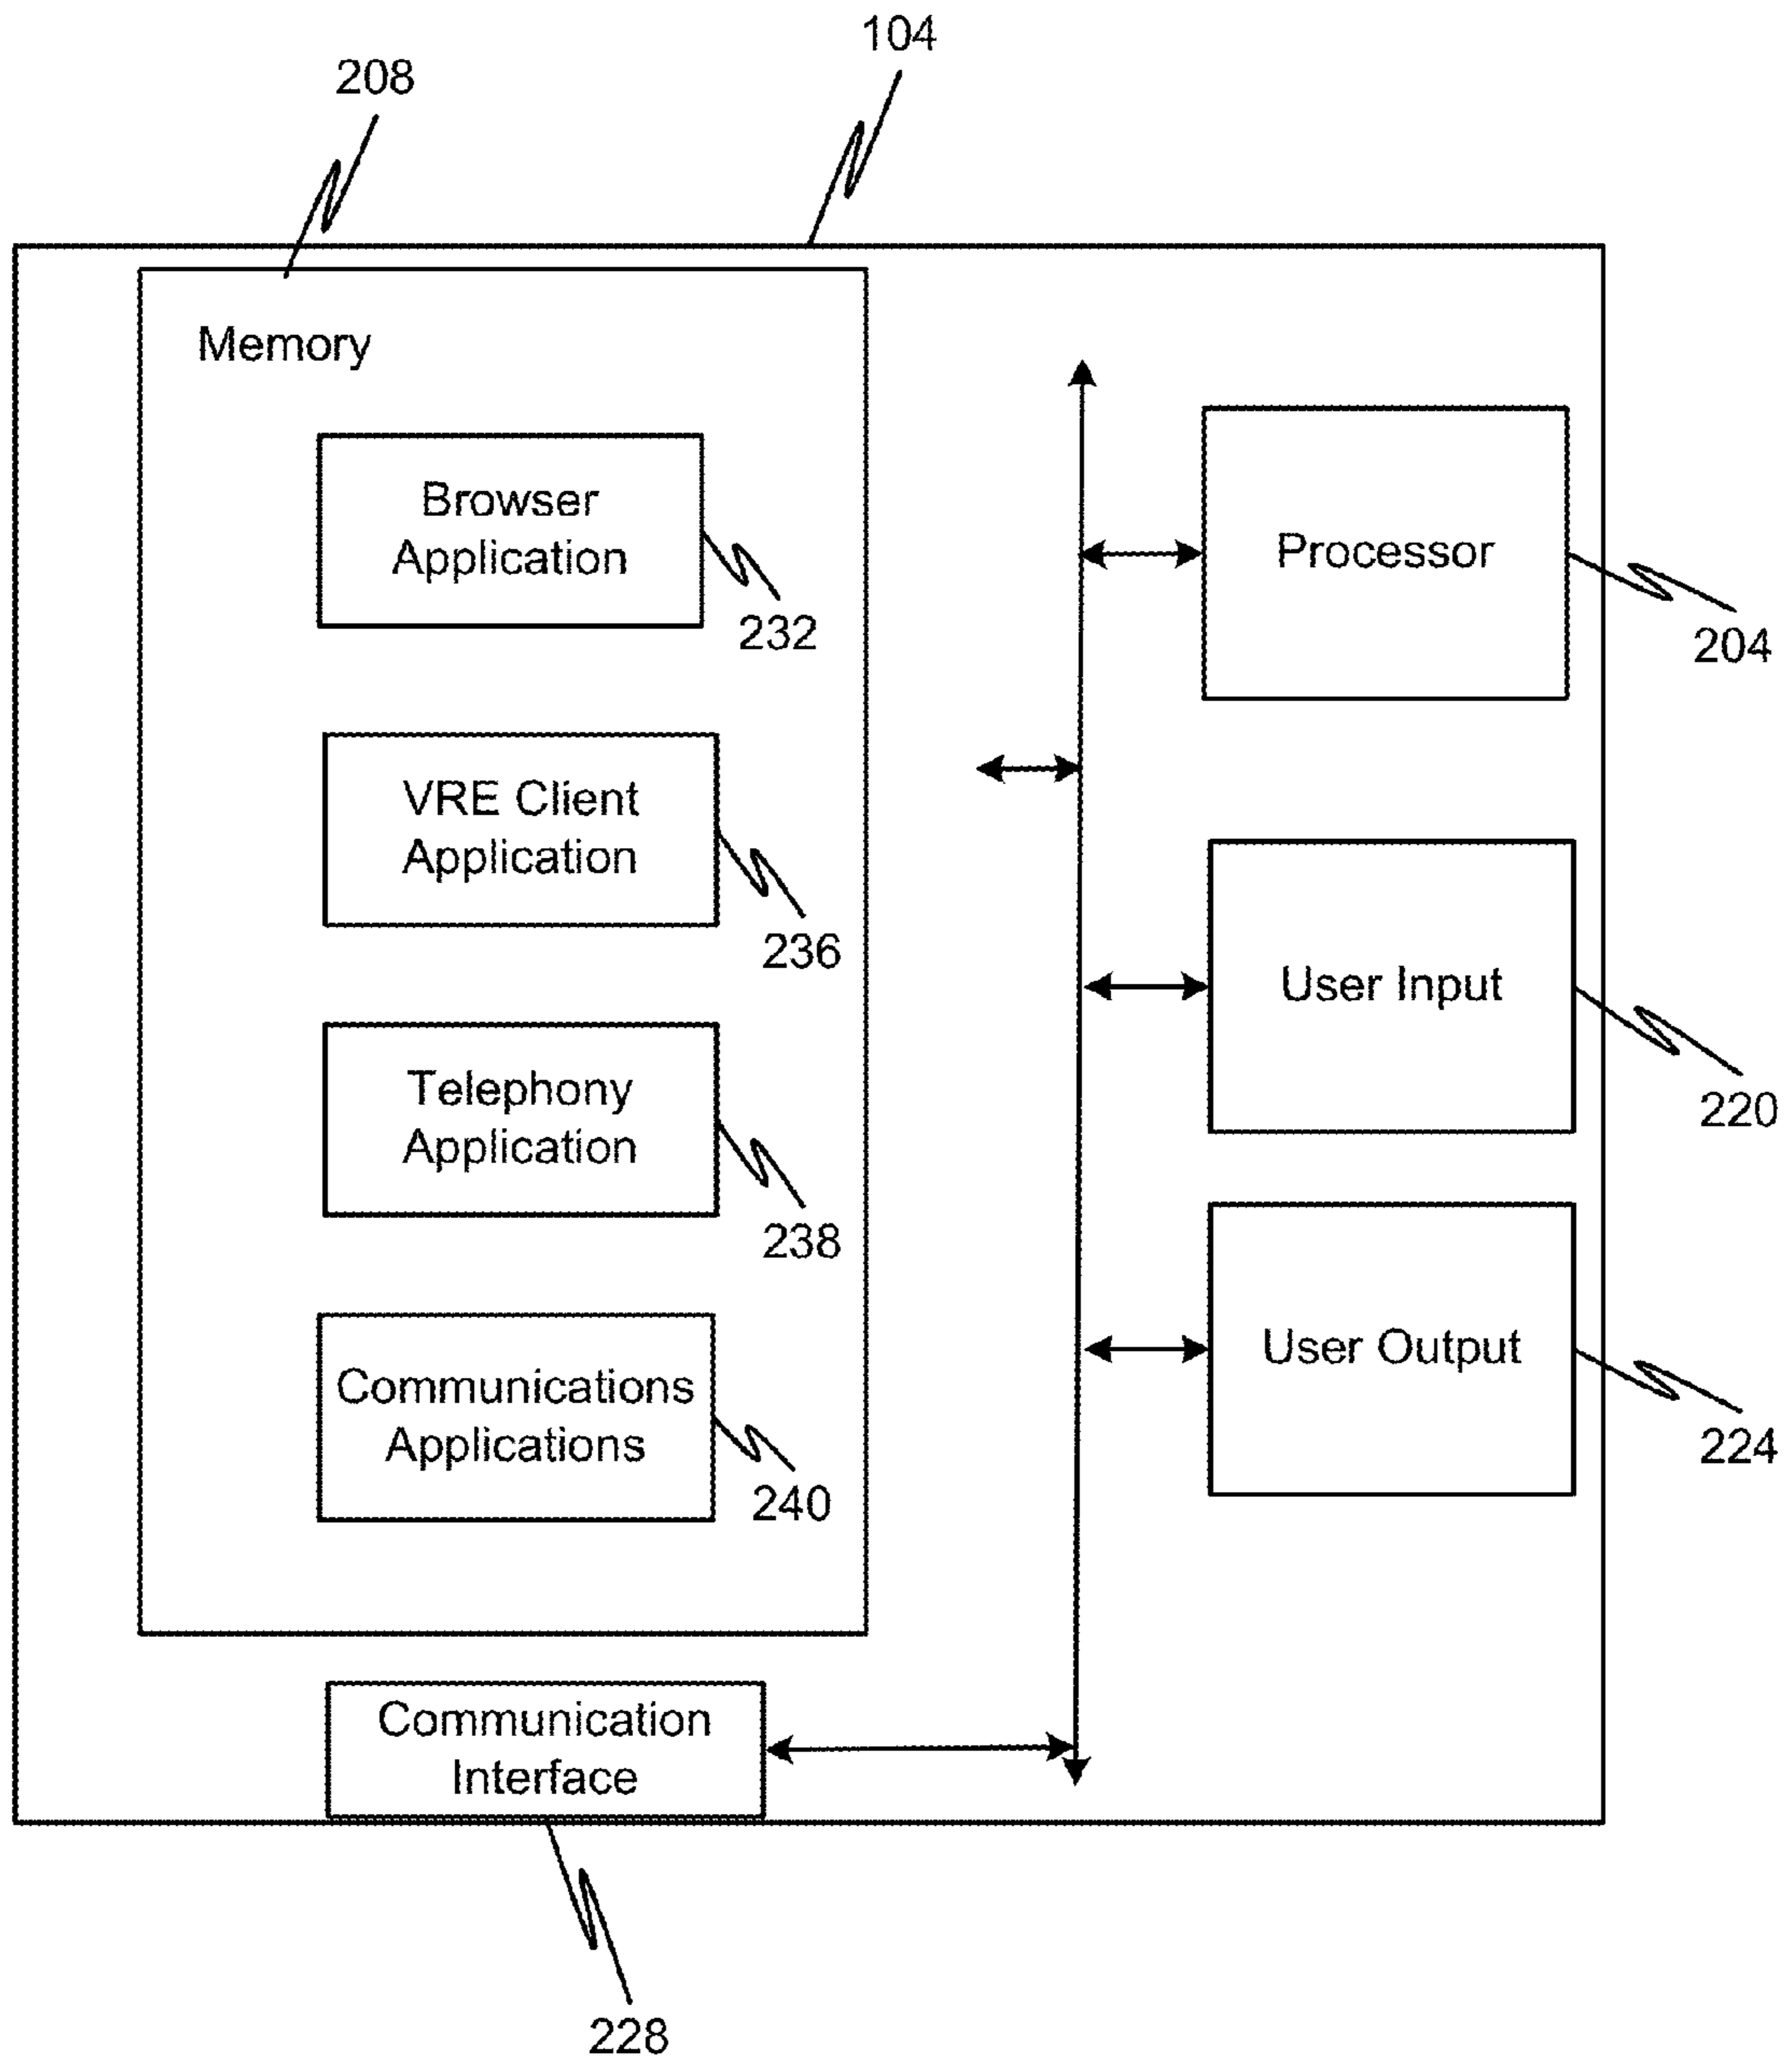 104
208
Memory
Browser
Application
232
Processor
204
VRE Client
Application
236
User Input
220
Telephony
Application
238
User Output
224
Communications
Applications
240
Communication
Interface
228